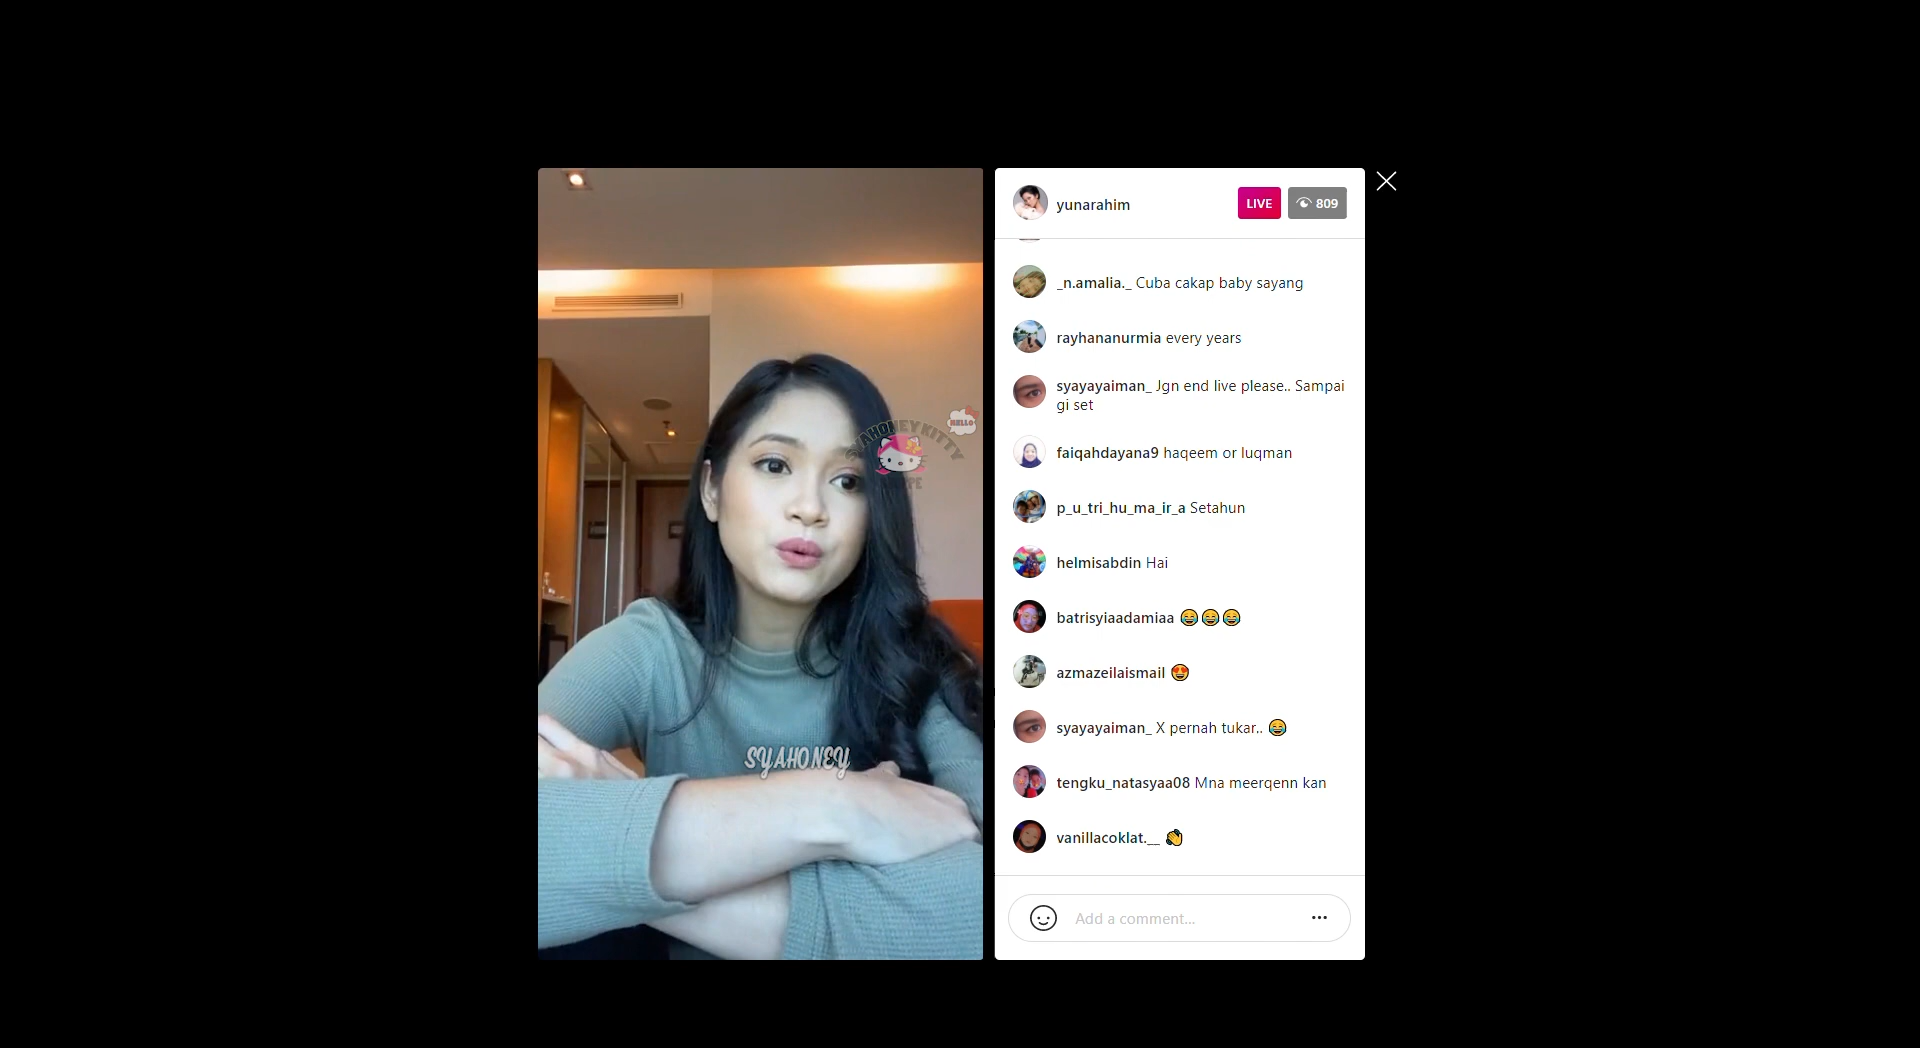 HELLO
SYAHONEYKITTY
SYAHONEY
yunarahim
LIVE
809
_n.amalia._ Cuba cakap baby sayang
rayhananurmia every years
syayayaiman_ Jgn end live please.. Sampai
gi set
faiqahdayana9 haqeem or luqman
p_u_tri_hu_ma_ir_a Setahun
helmisabdin Hai
batrisyiaadamiaa 😂😂😂
azmazeilaismail 😍
syayayaiman_ X pernah tukar.. 😂
tengku_natasyaa08 Mna meerqenn kan
vanillacoklat.__ 👏
Add a comment...